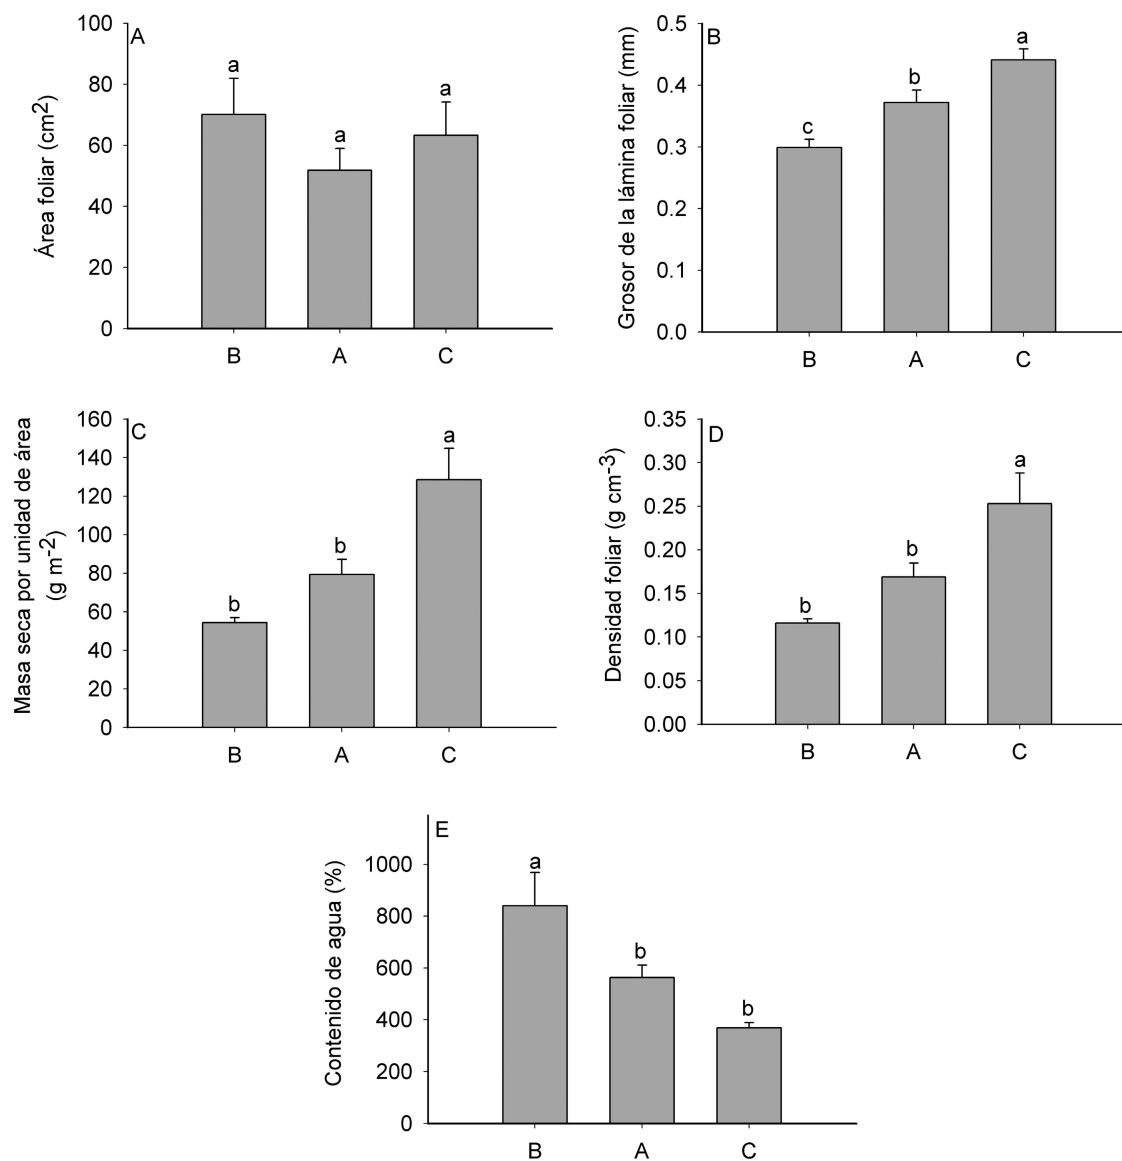 A
Área foliar (cm2)
100
80
60
40
20
0
a
a
a
B A C
B
Grosor de la lámina foliar (mm)
0.5
0.4
0.3
0.2
0.1
0.0
c
b
a
B A C
C
Masa seca por unidad de área
(g m-2)
160
140
120
100
80
60
40
20
0
b
b
a
B A C
D
Densidad foliar (g cm-3)
0.35
0.30
0.25
0.20
0.15
0.10
0.05
0.00
b
b
a
B A C
E
Contenido de agua (%)
1000
800
600
400
200
0
a
b
b
B A C